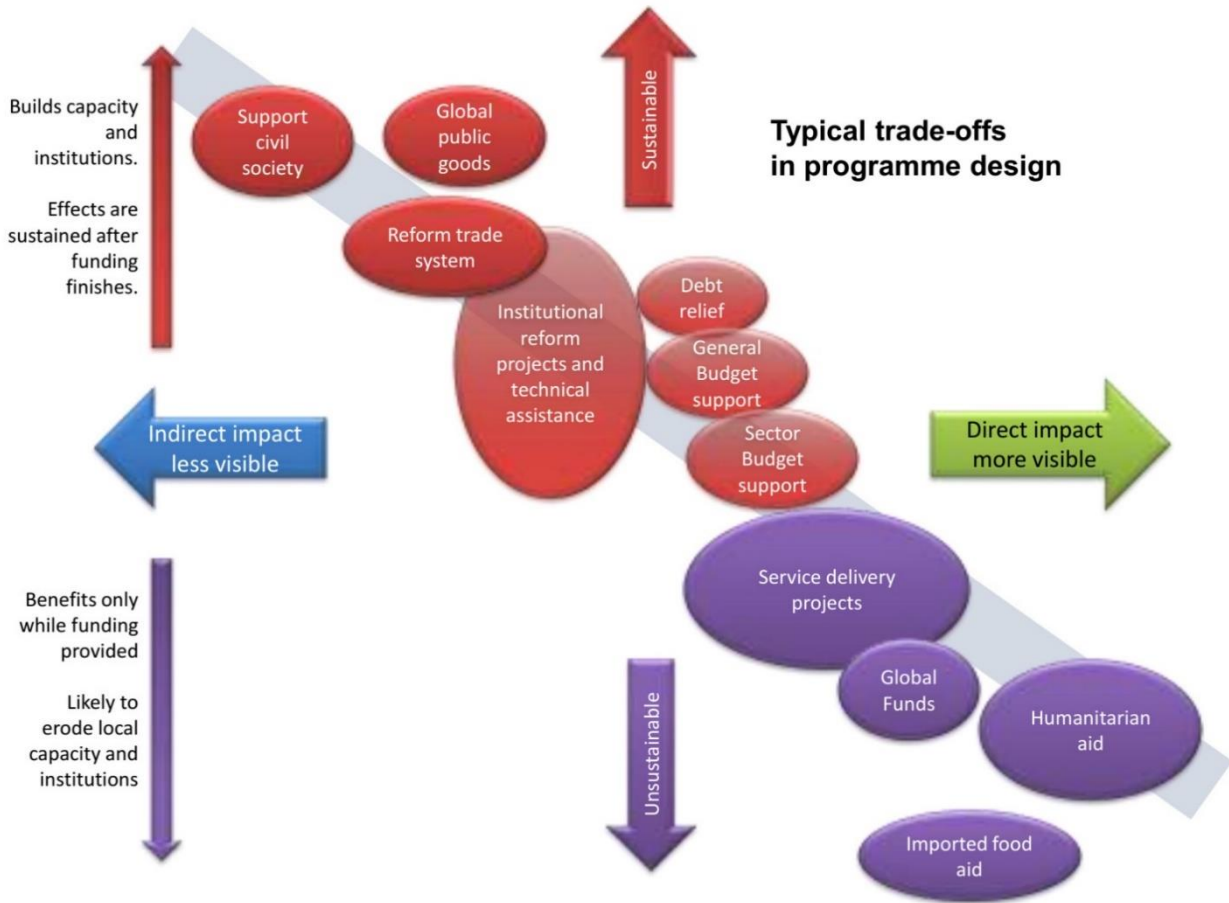 Typical trade-offs
in programme design
Sustainable
Builds capacity
and
institutions.
Effects are
sustained after
funding
finishes.
Support
civil
society
Global
public
goods
Reform trade
system
Institutional
reform
projects and
technical
assistance
Debt
relief
General
Budget
support
Sector
Budget
support
Indirect impact
less visible
Direct impact
more visible
Benefits only
while funding
provided
Likely to
erode local
capacity and
institutions
Service delivery
projects
Global
Funds
Humanitarian
aid
Unsustainable
Imported food
aid